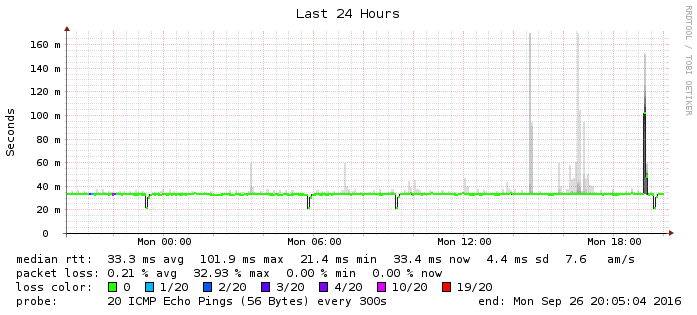 Last 24 Hours
RRDTOOL / TOBI OETIKER
Seconds
160 m
140 m
120 m
100 m
80 m
60 m
40 m
20 m
0
Mon 00:00 Mon 06:00 Mon 12:00 Mon 18:00
median rtt: 33.3 ms avg 101.9 ms max 21.4 ms min 33.4 ms now 4.4 ms sd 7.6 am/s
packet loss: 0.21 % avg 32.93 % max 0.00 % min 0.00 % now
loss color: 0 1/20 2/20 3/20 4/20 10/20 19/20
probe: 20 ICMP Echo Pings (56 Bytes) every 300s end: Mon Sep 26 20:05:04 2016